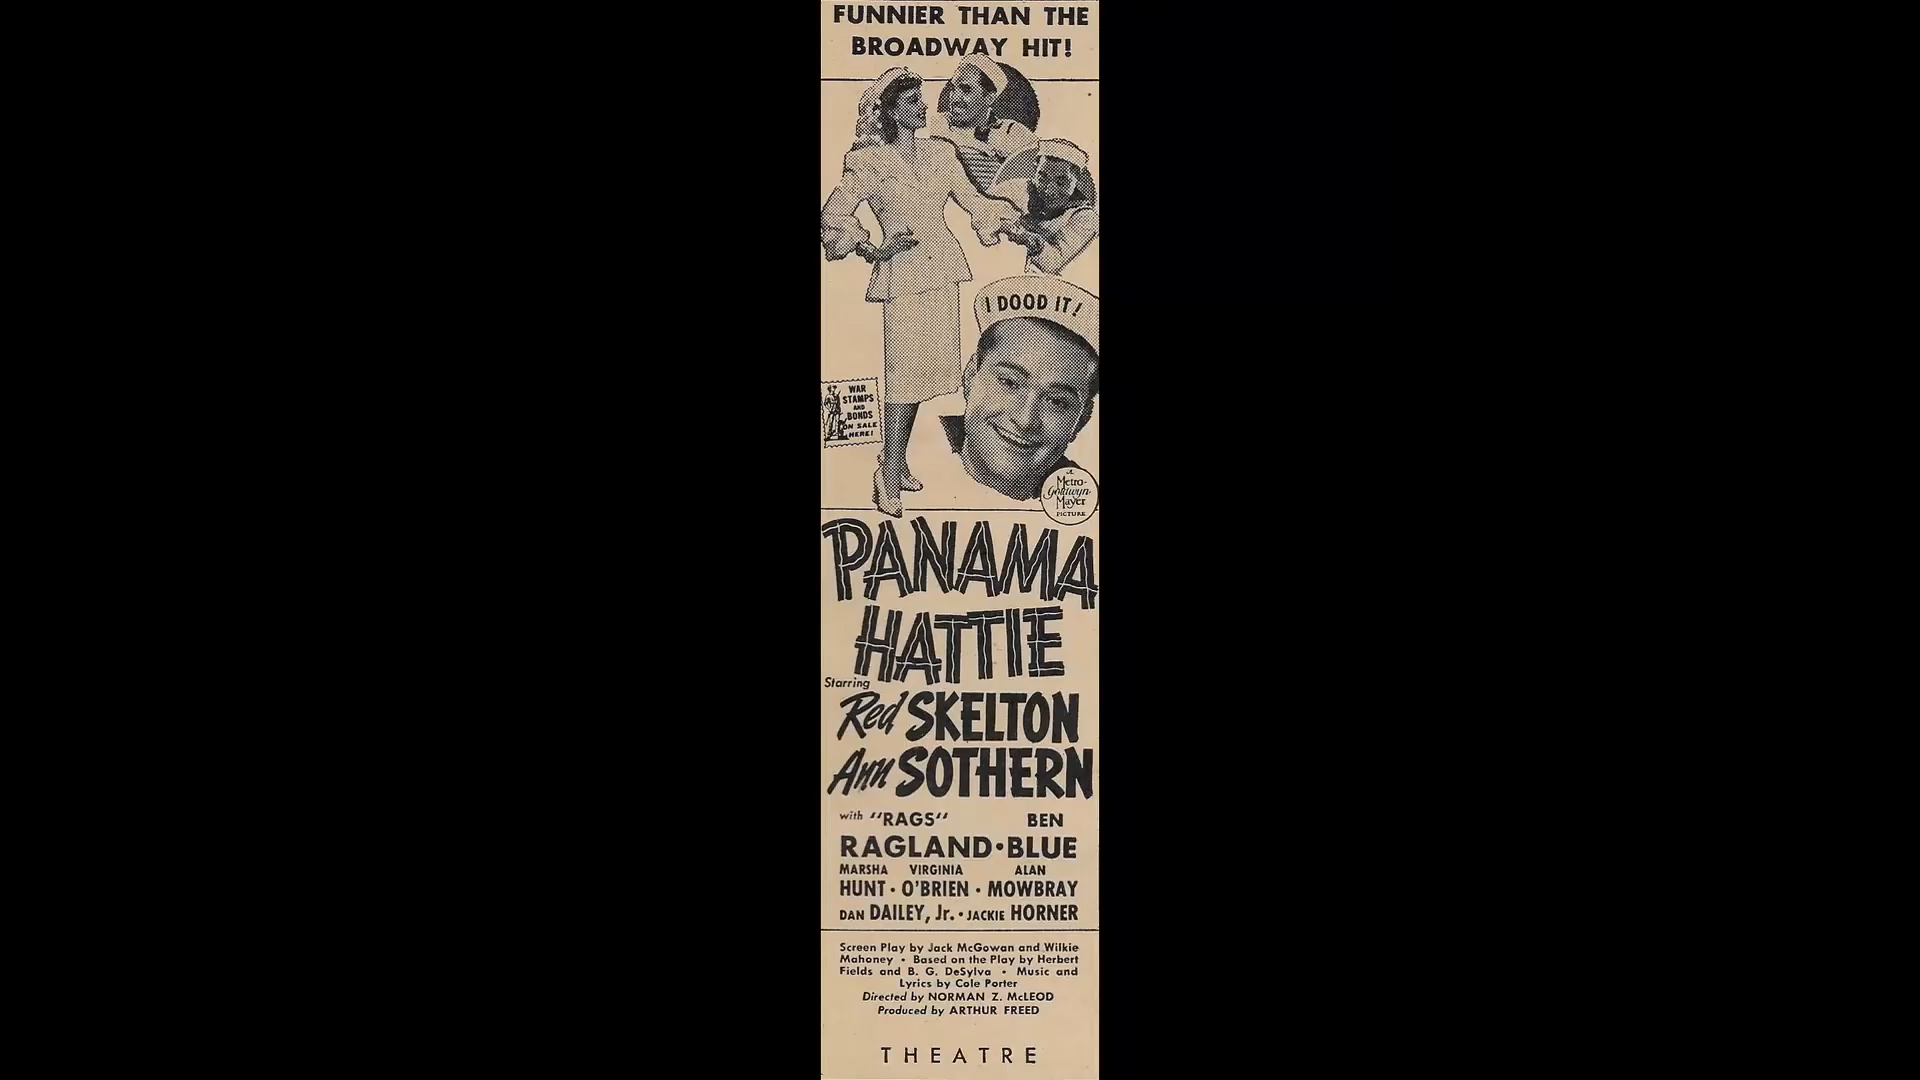 FUNNIER THAN THE
BROADWAY HIT!
I DOOD IT!
WAR
STAMPS
AND
BONDS
ON SALE
HERE!
A
Metro-
Goldwyn-
Mayer
PICTURE
PANAMA
HATTIE
Starring
Red SKELTON
Ann SOTHERN
with "RAGS" BEN
RAGLAND • BLUE
MARSHA VIRGINIA ALAN
HUNT • O'BRIEN • MOWBRAY
DAN DAILEY, Jr. • JACKIE HORNER
Screen Play by Jack McGowan and Wilkie
Mahoney • Based on the Play by Herbert
Fields and B. G. DeSylva • Music and
Lyrics by Cole Porter
Directed by NORMAN Z. McLEOD
Produced by ARTHUR FREED
THEATRE